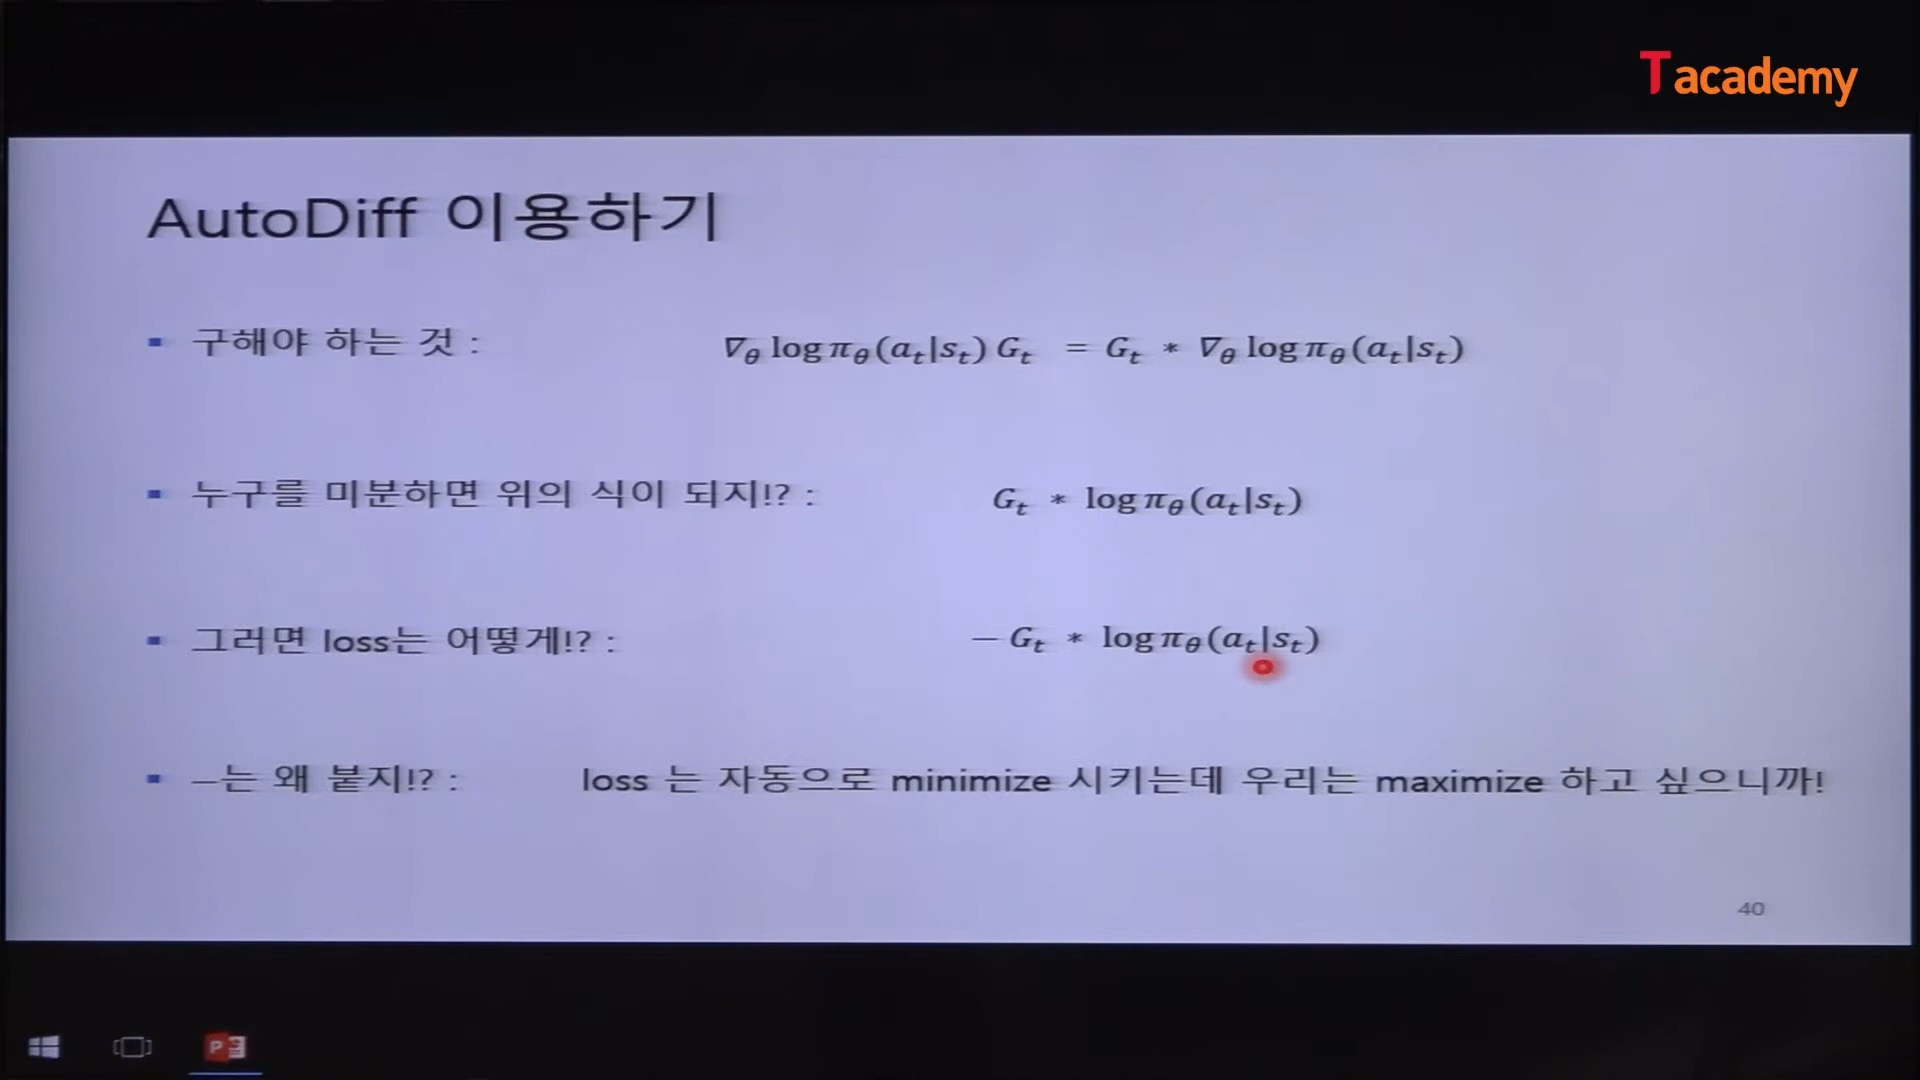 T academy
AutoDiff 이용하기
▪ 구해야 하는 것 : ∇θ log πθ(at|st) Gt = Gt * ∇θ log πθ(at|st)
▪ 누구를 미분하면 위의 식이 되지!? : Gt * log πθ(at|st)
▪ 그러면 loss는 어떻게!? : − Gt * log πθ(at|st)
▪ −는 왜 붙지!? : loss 는 자동으로 minimize 시키는데 우리는 maximize 하고 싶으니까!
40